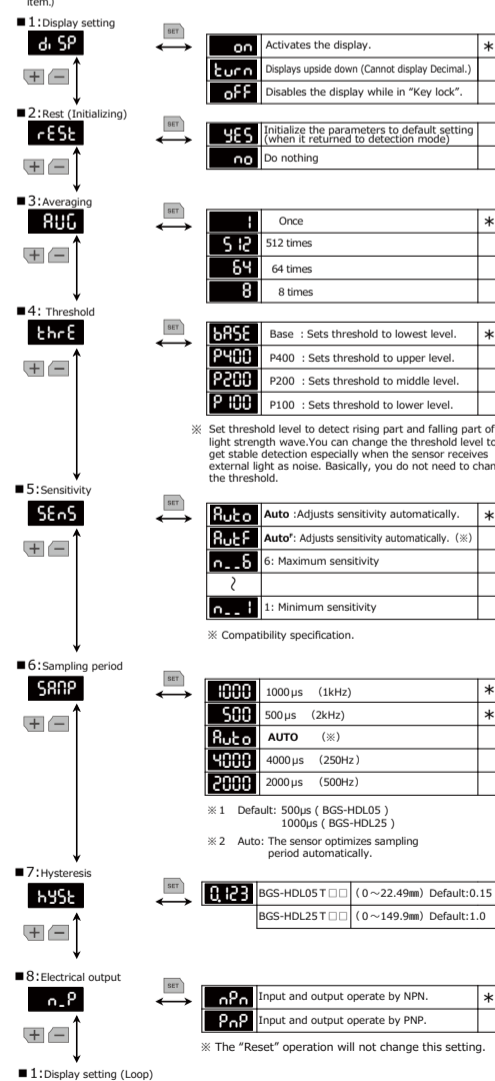 item.)
■1:Display setting
di SP
SET
on Activates the display. *
turn Displays upside down (Cannot display Decimal.)
oFF Disables the display while in "Key lock".
+ −
■2:Rest (Initializing)
rESt
SET
yES Initialize the parameters to default setting
(when it returned to detection mode)
no Do nothing
+ −
■3:Averaging
AUG
SET
1 Once *
512 512 times
64 64 times
8 8 times
+ −
■4: Threshold
thrE
SET
bASE Base : Sets threshold to lowest level. *
P400 P400 : Sets threshold to upper level.
P200 P200 : Sets threshold to middle level.
P100 P100 : Sets threshold to lower level.
+ −
※ Set threshold level to detect rising part and falling part of
light strength wave.You can change the threshold level to
get stable detection especially when the sensor receives
external light as noise. Basically, you do not need to chan
the threshold.
■5:Sensitivity
SEnS
SET
Auto Auto :Adjusts sensitivity automatically. *
AutF Autoᶠ: Adjusts sensitivity automatically. (※)
n__6 6: Maximum sensitivity
~
n__1 1: Minimum sensitivity
+ −
※ Compatibility specification.
■6:Sampling period
SAMP
SET
1000 1000μs (1kHz) *
500 500μs (2kHz) *
Auto AUTO (※)
4000 4000μs (250Hz)
2000 2000μs (500Hz)
+ −
※1 Default: 500μs ( BGS-HDL05 )
1000μs ( BGS-HDL25 )
※2 Auto: The sensor optimizes sampling
period automatically.
■7:Hysteresis
hySt
SET
0.123 BGS-HDL05T□□ (0～22.49㎜) Default:0.15
BGS-HDL25T□□ (0～149.9㎜) Default:1.0
+ −
■8:Electrical output
n_P
SET
nPn Input and output operate by NPN. *
PnP Input and output operate by PNP.
+ −
※ The "Reset" operation will not change this setting.
■1:Display setting (Loop)